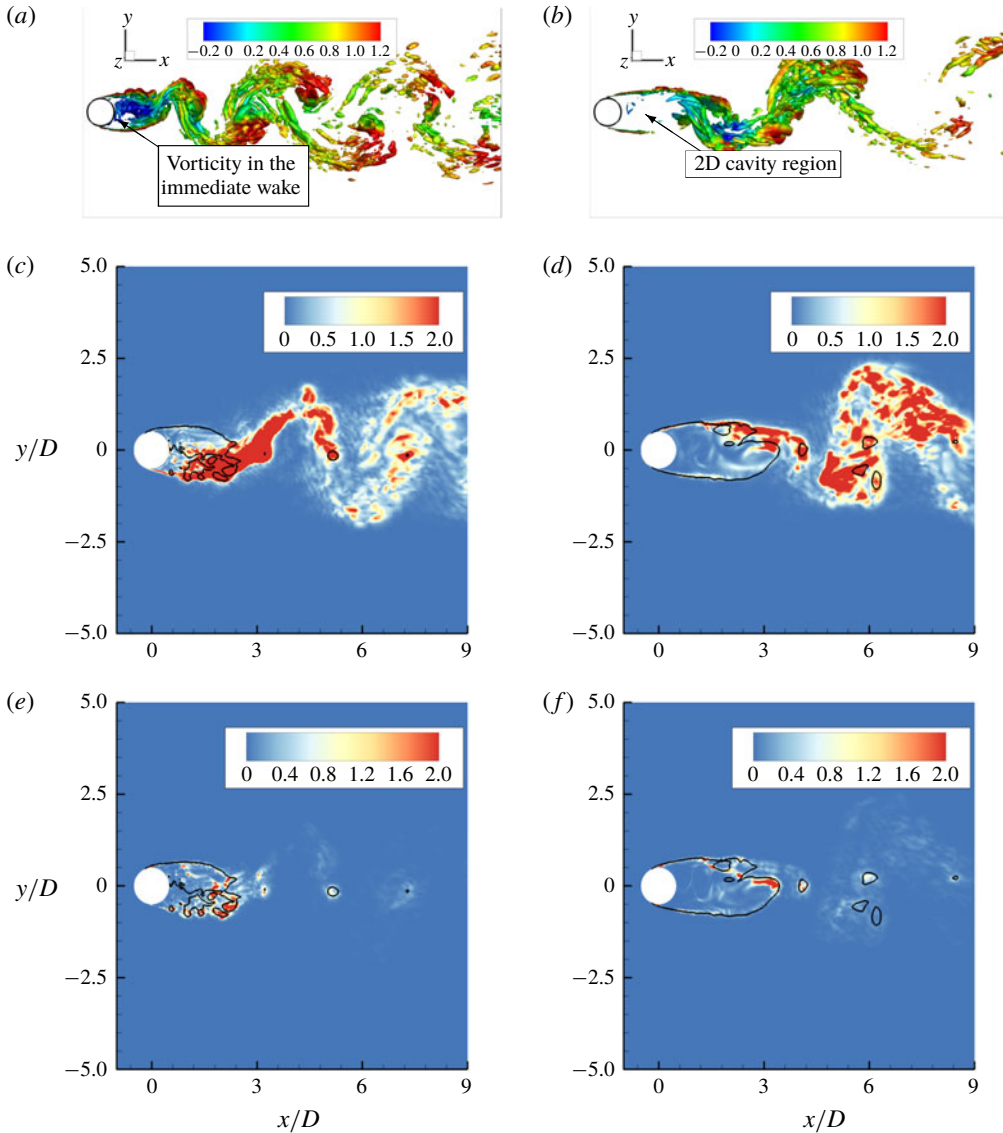 (a)
y
z
x
−0.2 0 0.2 0.4 0.6 0.8 1.0 1.2
Vorticity in the
immediate wake
(b)
y
z
x
−0.2 0 0.2 0.4 0.6 0.8 1.0 1.2
2D cavity region
(c)
5.0
2.5
0
−2.5
−5.0
y/D
0 0.5 1.0 1.5 2.0
0 3 6 9
(d)
5.0
2.5
0
−2.5
−5.0
0 0.5 1.0 1.5 2.0
0 3 6 9
(e)
5.0
2.5
0
−2.5
−5.0
y/D
0 0.4 0.8 1.2 1.6 2.0
0 3 6 9
x/D
(f)
5.0
2.5
0
−2.5
−5.0
0 0.4 0.8 1.2 1.6 2.0
0 3 6 9
x/D